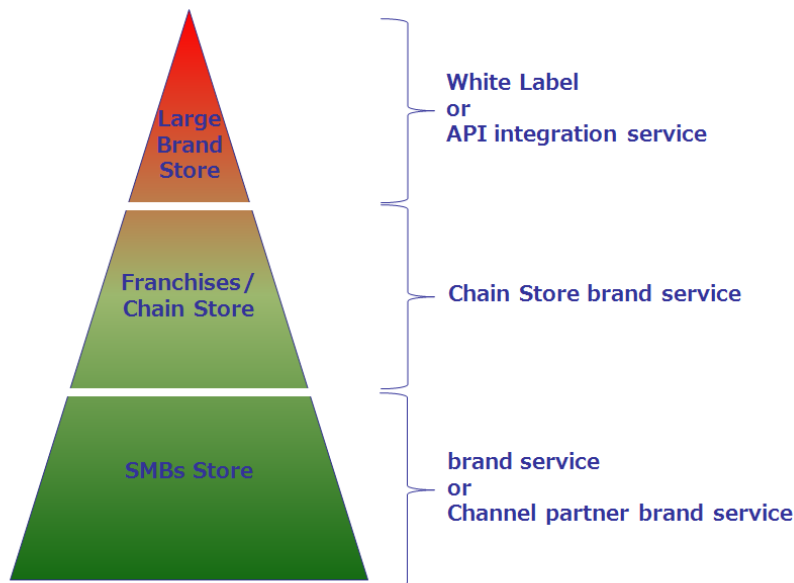 Large
Brand
Store
White Label
or
API integration service
Franchises/
Chain Store
Chain Store brand service
SMBs Store
brand service
or
Channel partner brand service